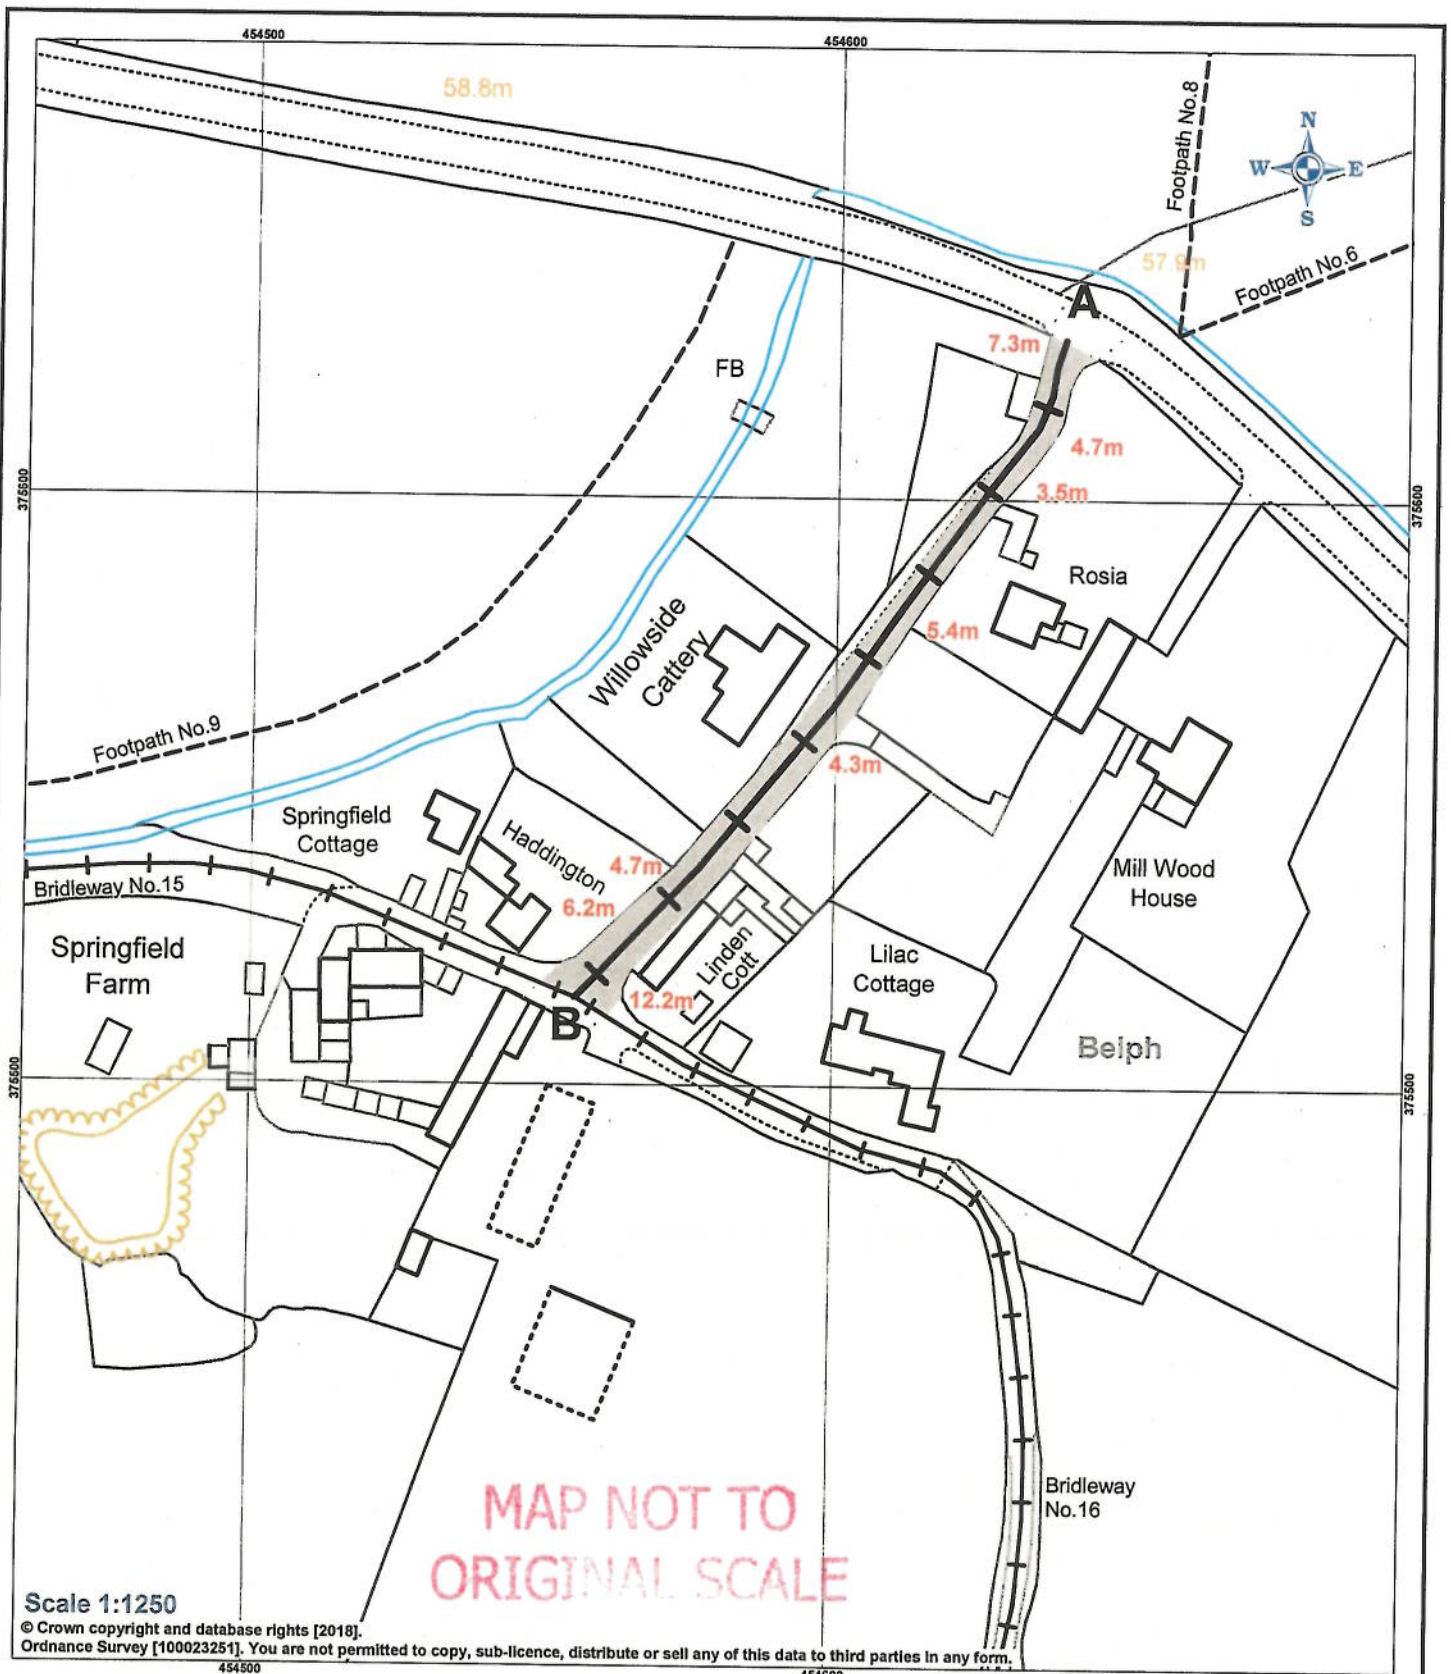 454500
454600
58.8m
Footpath No.8
N
W
E
S
57.9m
Footpath No.6
A
7.3m
FB
4.7m
3.5m
375600
375600
Rosia
5.4m
Willowside
Cattery
4.3m
Footpath No.9
Springfield
Cottage
Haddington
4.7m
6.2m
Mill Wood
House
Bridleway No.15
Springfield
Farm
Linden
Cott
Lilac
Cottage
12.2m
B
Belph
375500
375500
MAP NOT TO
ORIGINAL SCALE
Bridleway
No.16
Scale 1:1250
© Crown copyright and database rights [2018].
Ordnance Survey [100023251]. You are not permitted to copy, sub-licence, distribute or sell any of this data to third parties in any form.
454500
454600